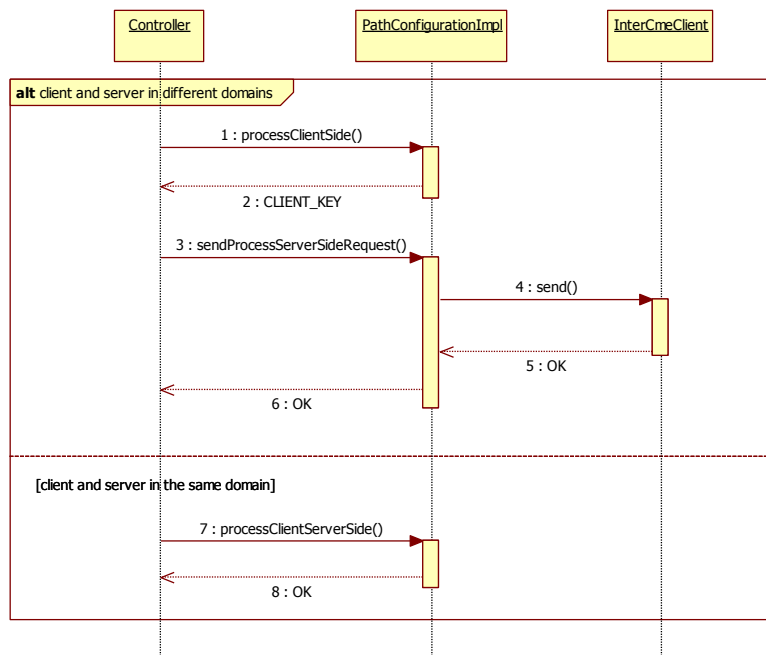 Controller
PathConfigurationImpl
InterCmeClient
alt client and server in different domains
1 : processClientSide()
2 : CLIENT_KEY
3 : sendProcessServerSideRequest()
4 : send()
5 : OK
6 : OK
[client and server in the same domain]
7 : processClientServerSide()
8 : OK